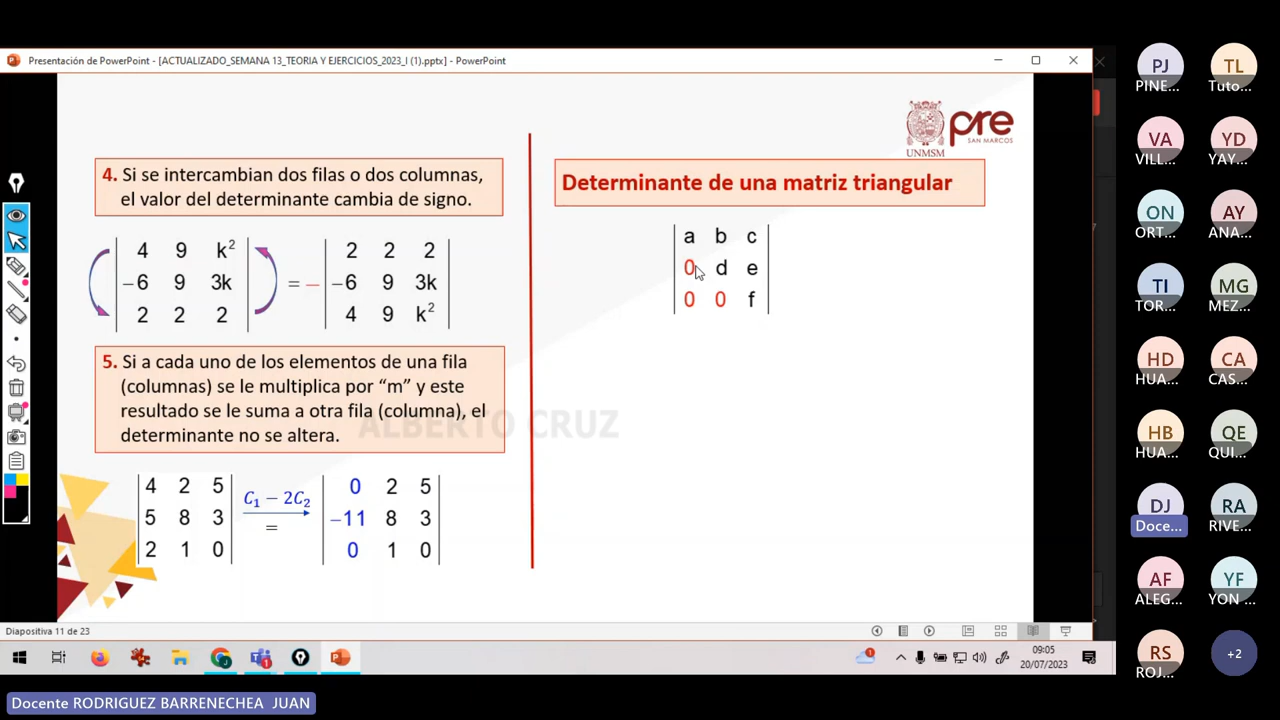 Presentación de PowerPoint - [ACTUALIZADO_SEMANA 13_TEORIA Y EJERCICIOS_2023_I (1).pptx] - PowerPoint
UNMSM
pre
SAN MARCOS
4. Si se intercambian dos filas o dos columnas,
el valor del determinante cambia de signo.
4 9 k²
−6 9 3k
2 2 2
= −
2 2 2
−6 9 3k
4 9 k²
5. Si a cada uno de los elementos de una fila
(columnas) se le multiplica por “m” y este
resultado se le suma a otra fila (columna), el
determinante no se altera.
4 2 5
5 8 3
2 1 0
C₁ − 2C₂
=
0 2 5
−11 8 3
0 1 0
Determinante de una matriz triangular
a b c
0 d e
0 0 f
ALBERTO CRUZ
Diapositiva 11 de 23
09:05
20/07/2023
Docente RODRIGUEZ BARRENECHEA JUAN
PJ
PINE...
TL
Tuto...
VA
VILL...
YD
YAY...
ON
ORT...
AY
ANA...
TI
TOR...
MG
MEZ...
HD
HUA...
CA
CAS...
HB
HUA...
QE
QUI...
DJ
Doce...
RA
RIVE...
AF
ALEG...
YF
YON ...
RS
ROJ...
+2